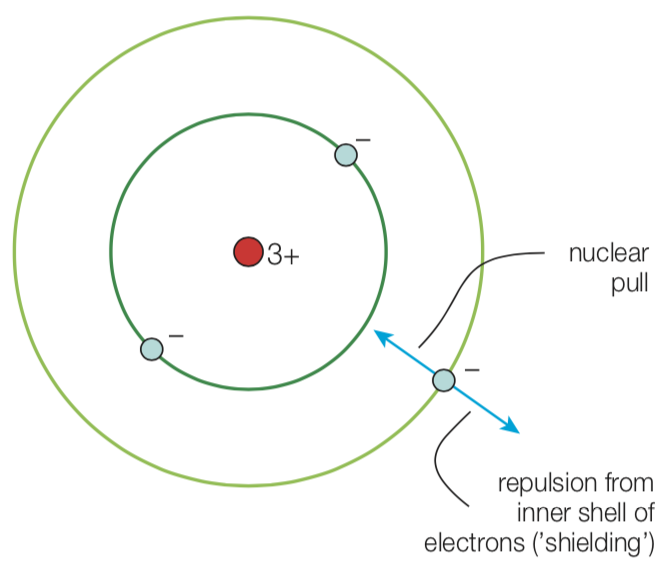 −
3+
−
nuclear
pull
−
repulsion from
inner shell of
electrons (’shielding’)